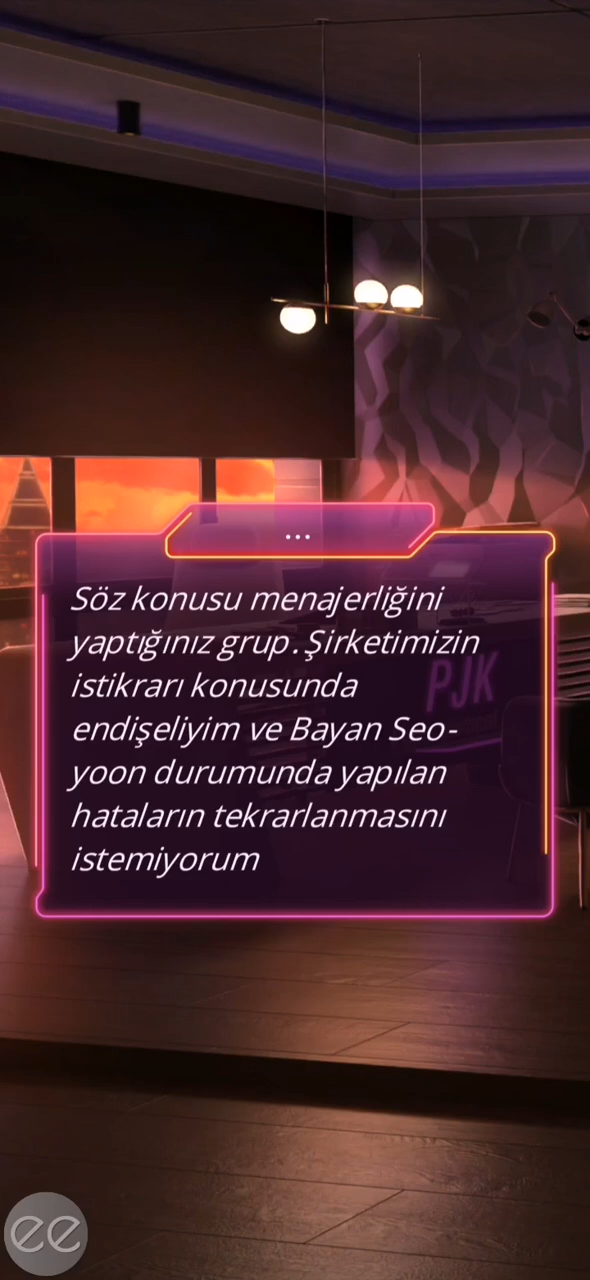 ...
Söz konusu menajerliğini
yaptığınız grup. Şirketimizin
istikrarı konusunda
PJK
endişeliyim ve Bayan Seo-
yoon durumunda yapılan
hataların tekrarlanmasını
istemiyorum
ee